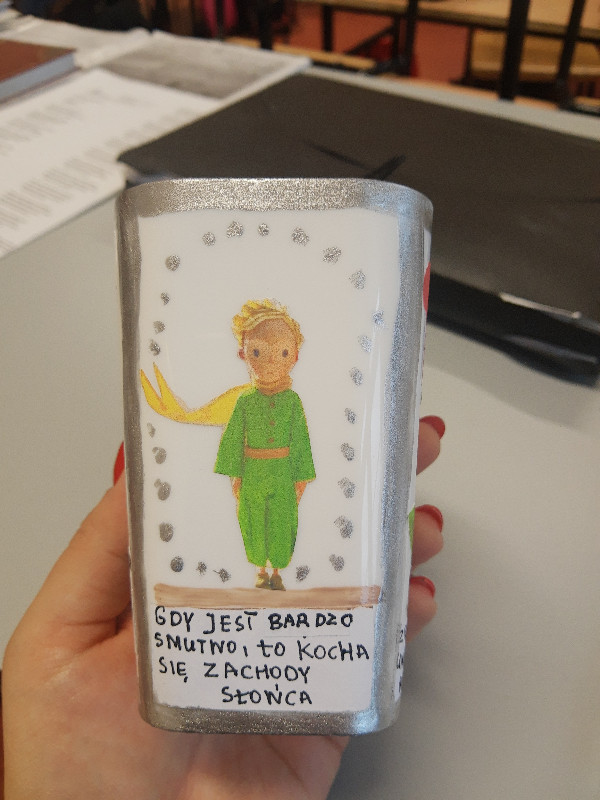 GDY JEST BARDZO
SMUTNO, tO KOCHA
SIĘ ZACHODY
SŁOŃCA